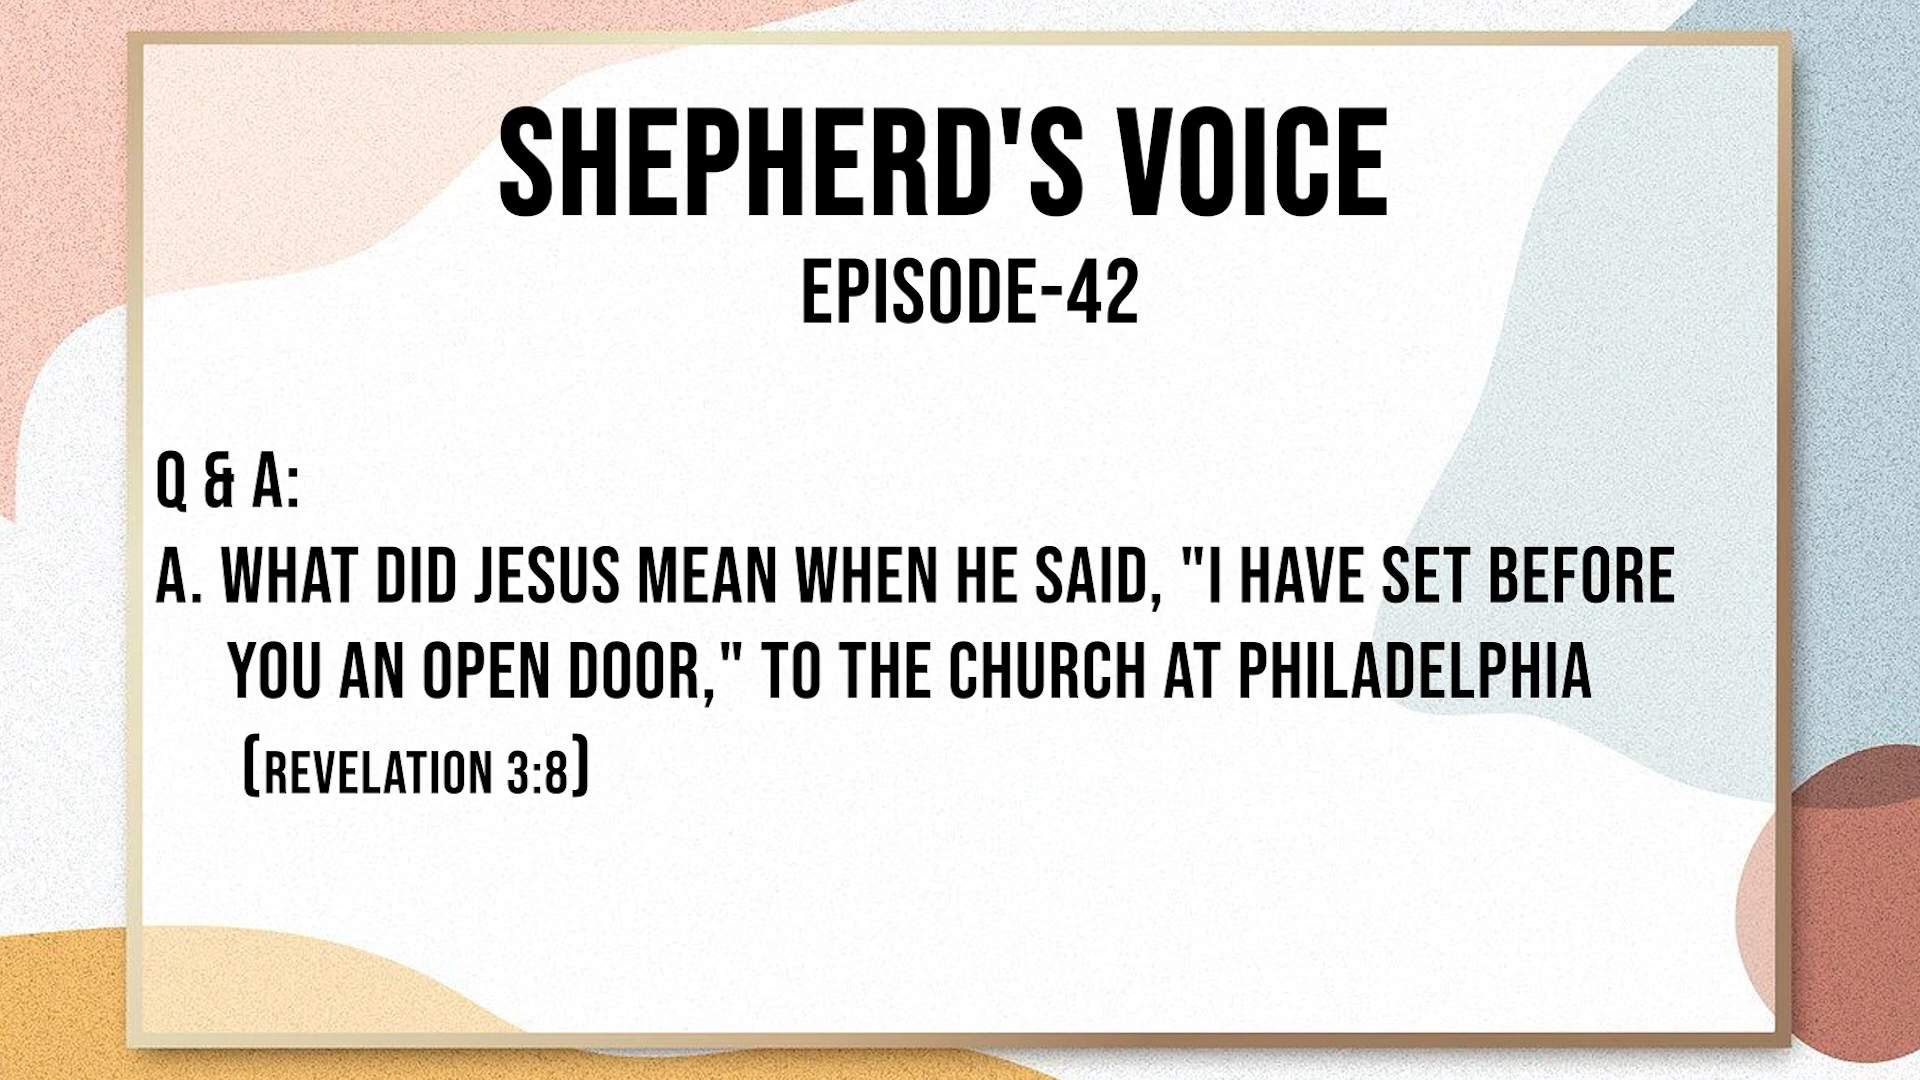 SHEPHERD'S VOICE
EPISODE-42
Q & A:
A. WHAT DID JESUS MEAN WHEN HE SAID, "I HAVE SET BEFORE
YOU AN OPEN DOOR," TO THE CHURCH AT PHILADELPHIA
(REVELATION 3:8)